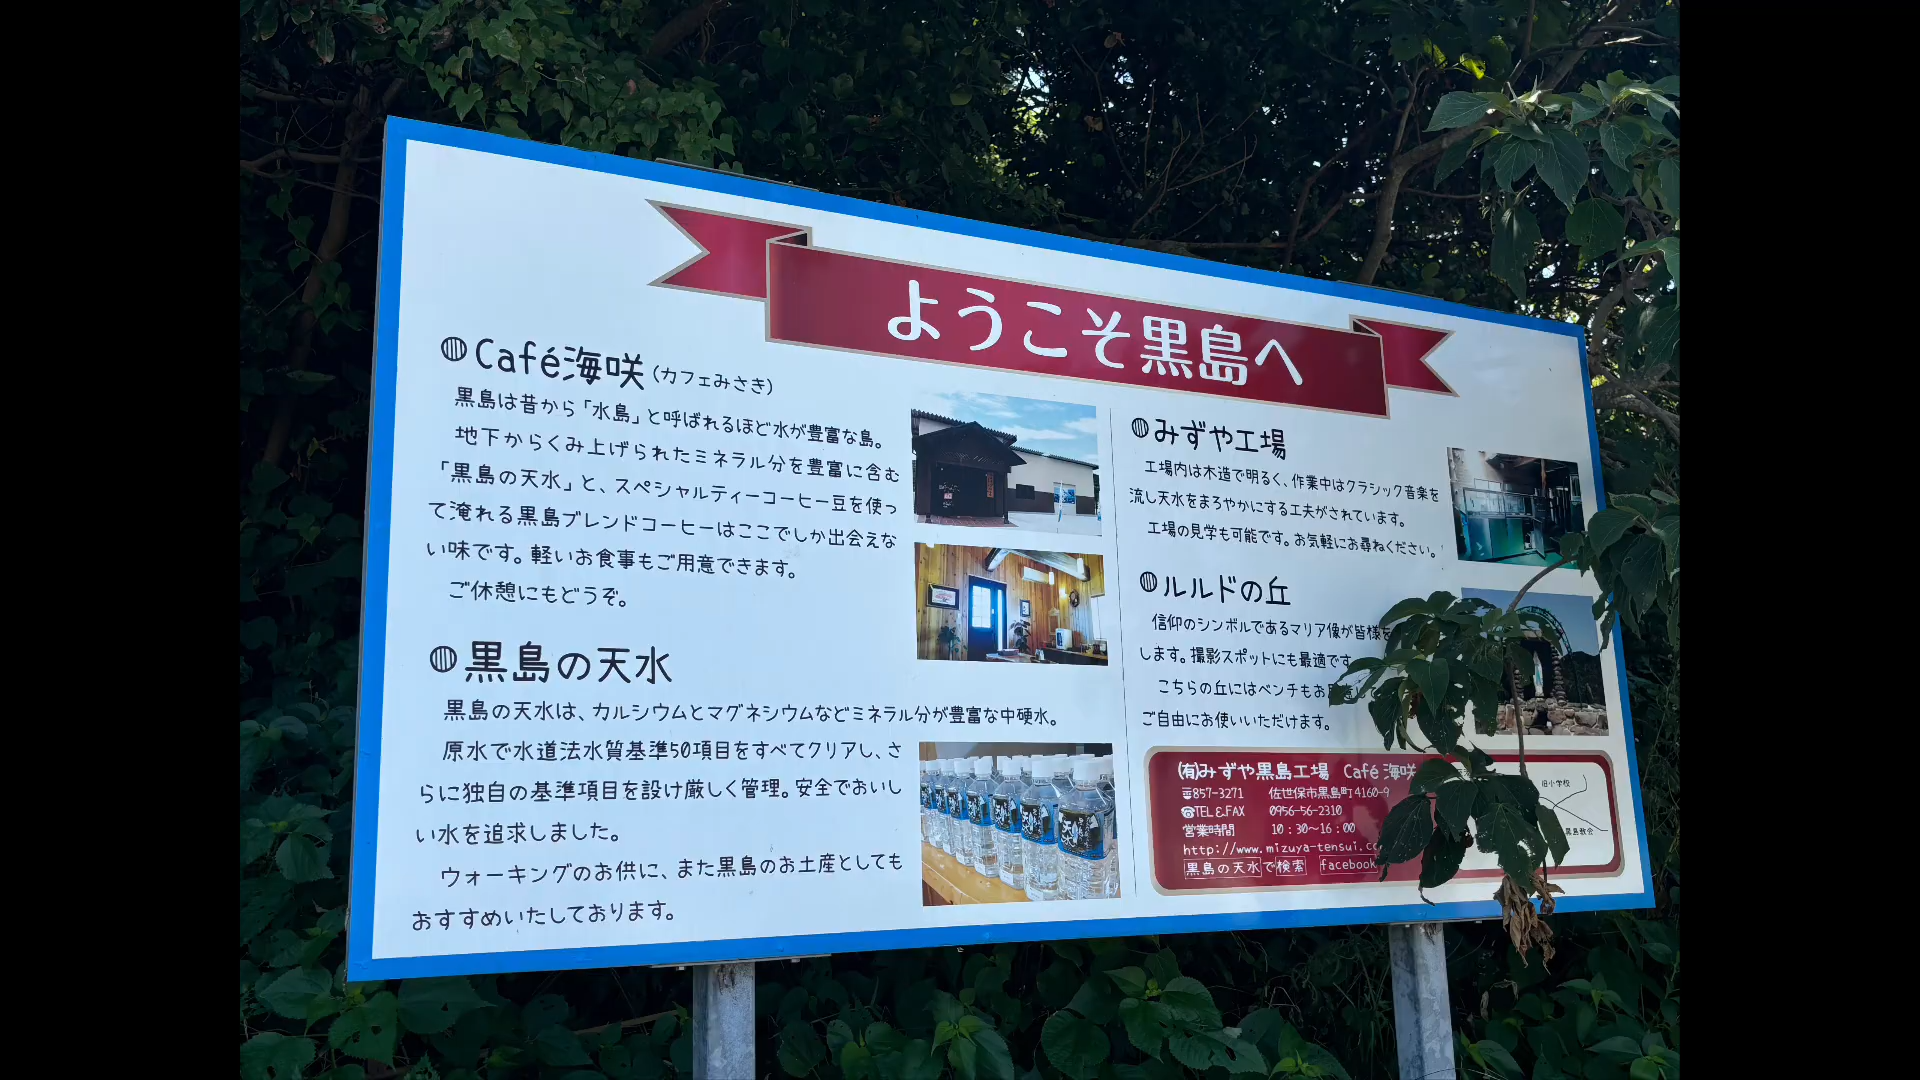 ようこそ黒島へ
Café海咲(カフェみさき)
黒島は昔から「水島」と呼ばれるほど水が豊富な島。
地下からくみ上げられたミネラル分を豊富に含む
「黒島の天水」と、スペシャルティーコーヒー豆を使っ
て淹れる黒島ブレンドコーヒーはここでしか出会えな
い味です。軽いお食事もご用意できます。
ご休憩にもどうぞ。
黒島の天水
黒島の天水は、カルシウムとマグネシウムなどミネラル分が豊富な中硬水。
原水で水道法水質基準50項目をすべてクリアし、さ
らに独自の基準項目を設け厳しく管理。安全でおいし
い水を追求しました。
ウォーキングのお供に、また黒島のお土産としても
おすすめいたしております。
天水
みずや工場
工場内は木造で明るく、作業中はクラシック音楽を
流し天水をまろやかにする工夫がされています。
工場の見学も可能です。お気軽にお尋ねください。
ルルドの丘
信仰のシンボルであるマリア像が皆様を
します。撮影スポットにも最適です
こちらの丘にはベンチもお
ご自由にお使いいただけます。
(有)みずや黒島工場 Café 海咲
〒857-3271 佐世保市黒島町4160-9
☎TEL&FAX 0956-56-2310
営業時間 10:30~16:00
http://www.mizuya-tensui.c
黒島の天水で検索 facebook
旧小学校
黒島教会